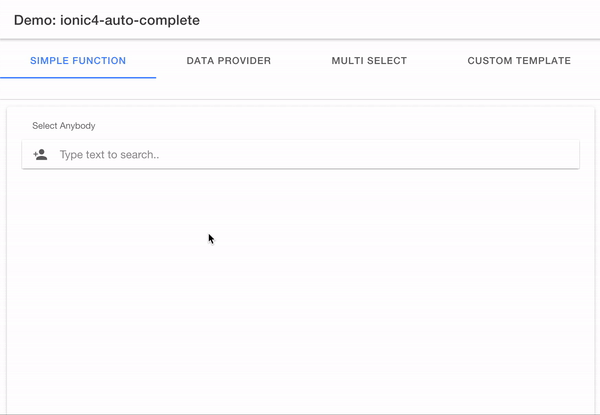 Demo: ionic4-auto-complete
SIMPLE FUNCTION DATA PROVIDER MULTI SELECT CUSTOM TEMPLATE
Select Anybody
Type text to search..